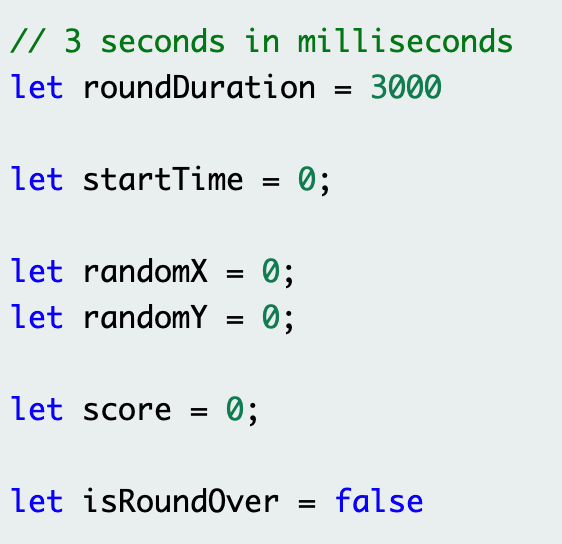 // 3 seconds in milliseconds
let roundDuration = 3000
let startTime = 0;
let randomX = 0;
let randomY = 0;
let score = 0;
let isRoundOver = false